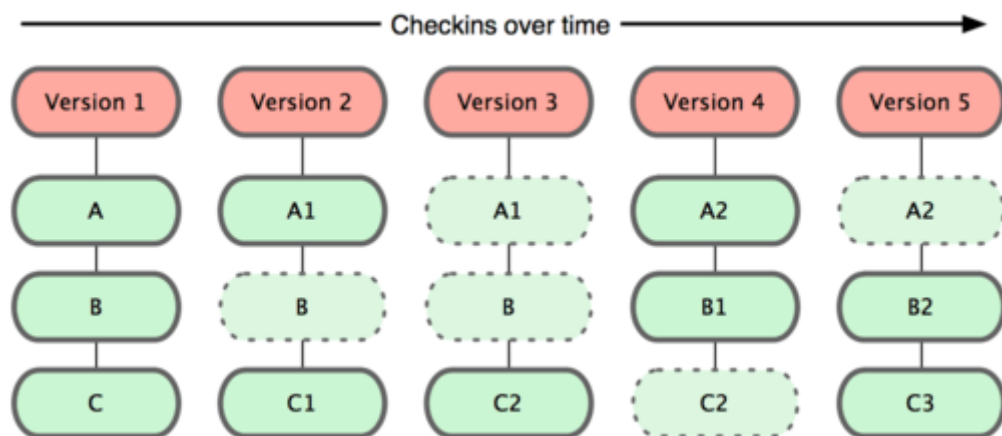 Checkins over time
Version 1 Version 2 Version 3 Version 4 Version 5
A A1 A1 A2 A2
B B B B1 B2
C C1 C2 C2 C3